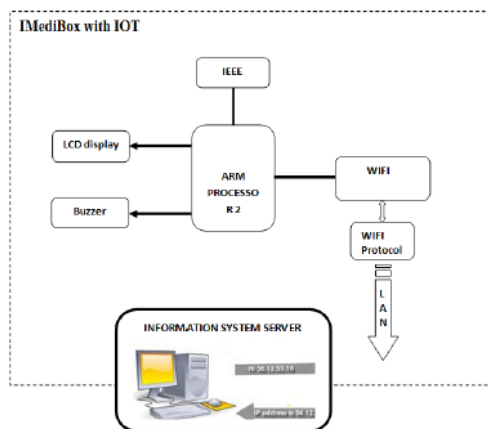 IMediBox with IOT
IEEE
LCD display
ARM
PROCESSO
R 2
WIFI
Buzzer
WIFI
Protocol
L
A
N
INFORMATION SYSTEM SERVER
IP address is 94.12